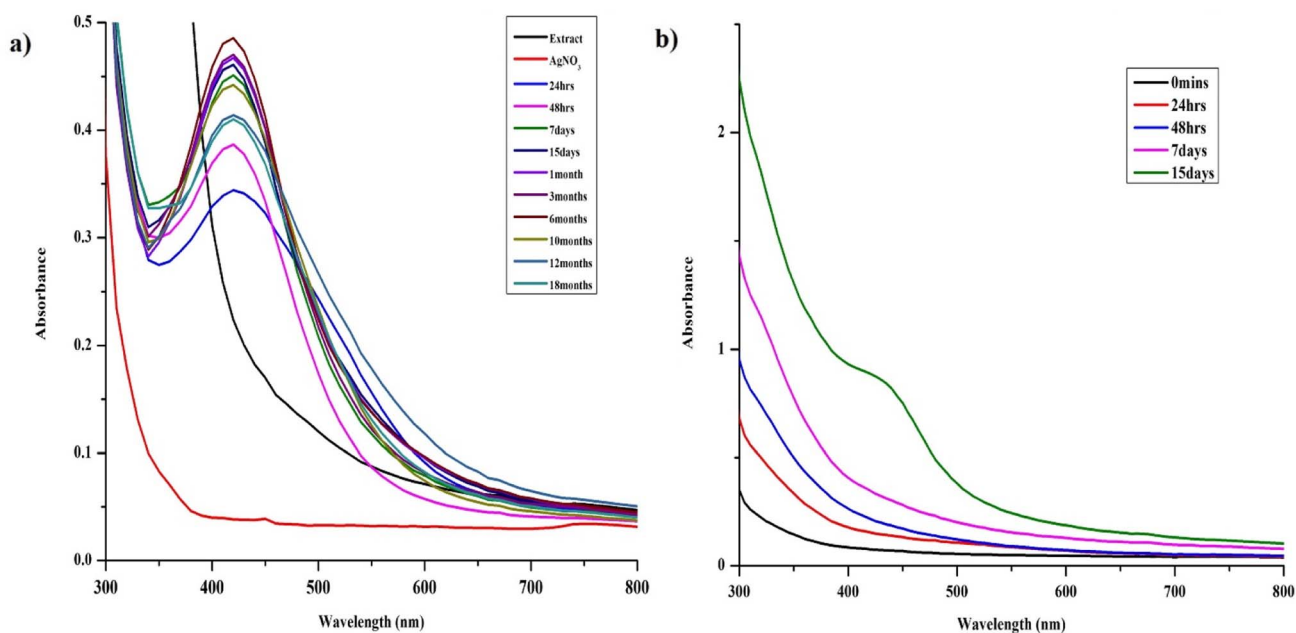 a)
0.5
0.4
0.3
0.2
0.1
0.0
Absorbance
300
400
500
600
700
800
Wavelength (nm)
Extract
AgNO3
24hrs
48hrs
7days
15days
1month
3months
6months
10months
12months
18months
b)
2
1
0
Absorbance
300
400
500
600
700
800
Wavelength (nm)
0mins
24hrs
48hrs
7days
15days